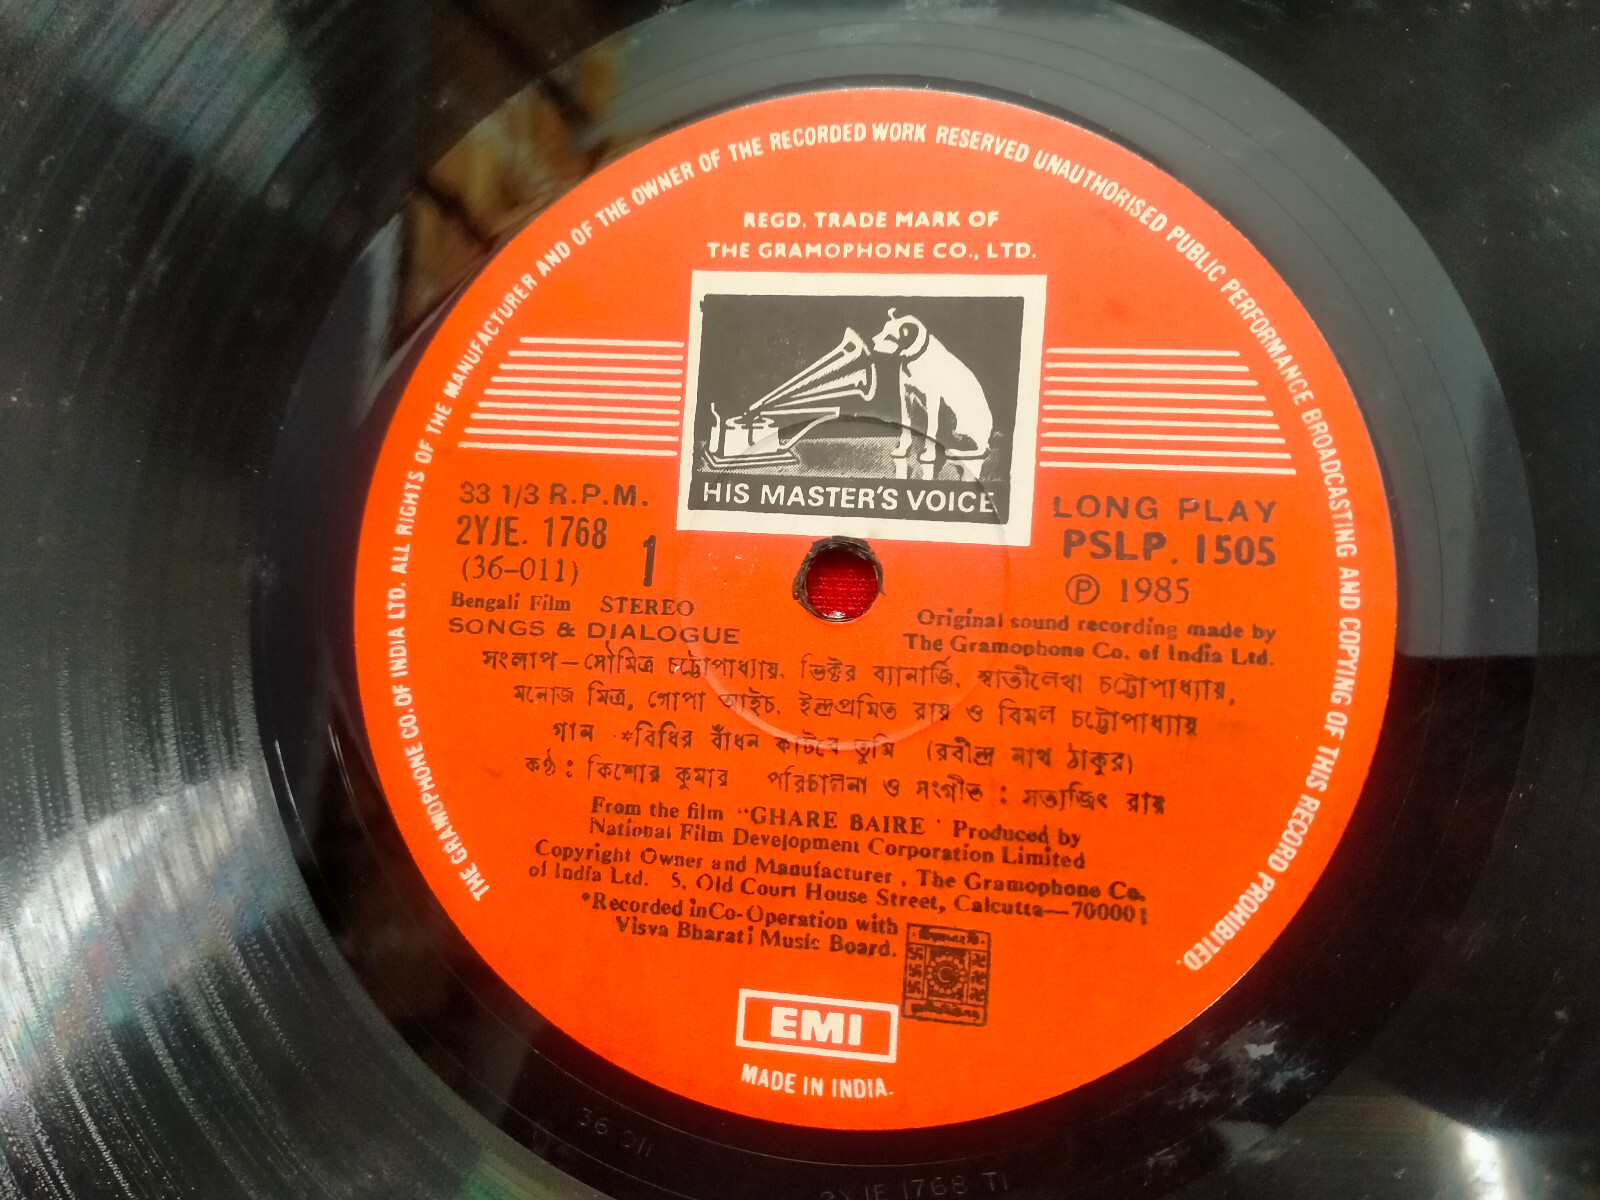 THE GRAMOPHONE CO. OF INDIA LTD. ALL RIGHTS OF THE MANUFACTURER AND OF THE OWNER OF THE RECORDED WORK RESERVED UNAUTHORISED PUBLIC PERFORMANCE BROADCASTING AND COPYING OF THIS RECORD PROHIBITED.
REGD. TRADE MARK OF
THE GRAMOPHONE CO., LTD.
HIS MASTER'S VOICE
33 1/3 R.P.M.
2YJE. 1768
(36-011) 1
Bengali Film STEREO
SONGS & DIALOGUE
LONG PLAY
PSLP. 1505
Ⓟ 1985
Original sound recording made by
The Gramophone Co. of India Ltd.
সংলাপ—সৌমিত্র চট্টোপাধ্যায়, ভিক্টর ব্যানার্জি, স্বাতীলেখা চট্টোপাধ্যায়,
মনোজ মিত্র, গোপা আইচ, ইন্দ্রপ্রমিত রায় ও বিমল চট্টোপাধ্যায়
গান *বিধির বাঁধন কাটবে তুমি (রবীন্দ্র নাথ ঠাকুর)
কণ্ঠ : কিশোর কুমার পরিচালনা ও সংগীত : সত্যজিৎ রায়
From the film "GHARE BAIRE' Produced by
National Film Development Corporation Limited
Copyright Owner and Manufacturer, The Gramophone Co.
of India Ltd. 5, Old Court House Street, Calcutta—700001
*Recorded inCo-Operation with
Visva Bharati Music Board.
EMI
MADE IN INDIA.
36 011
2YJE 1768 T1